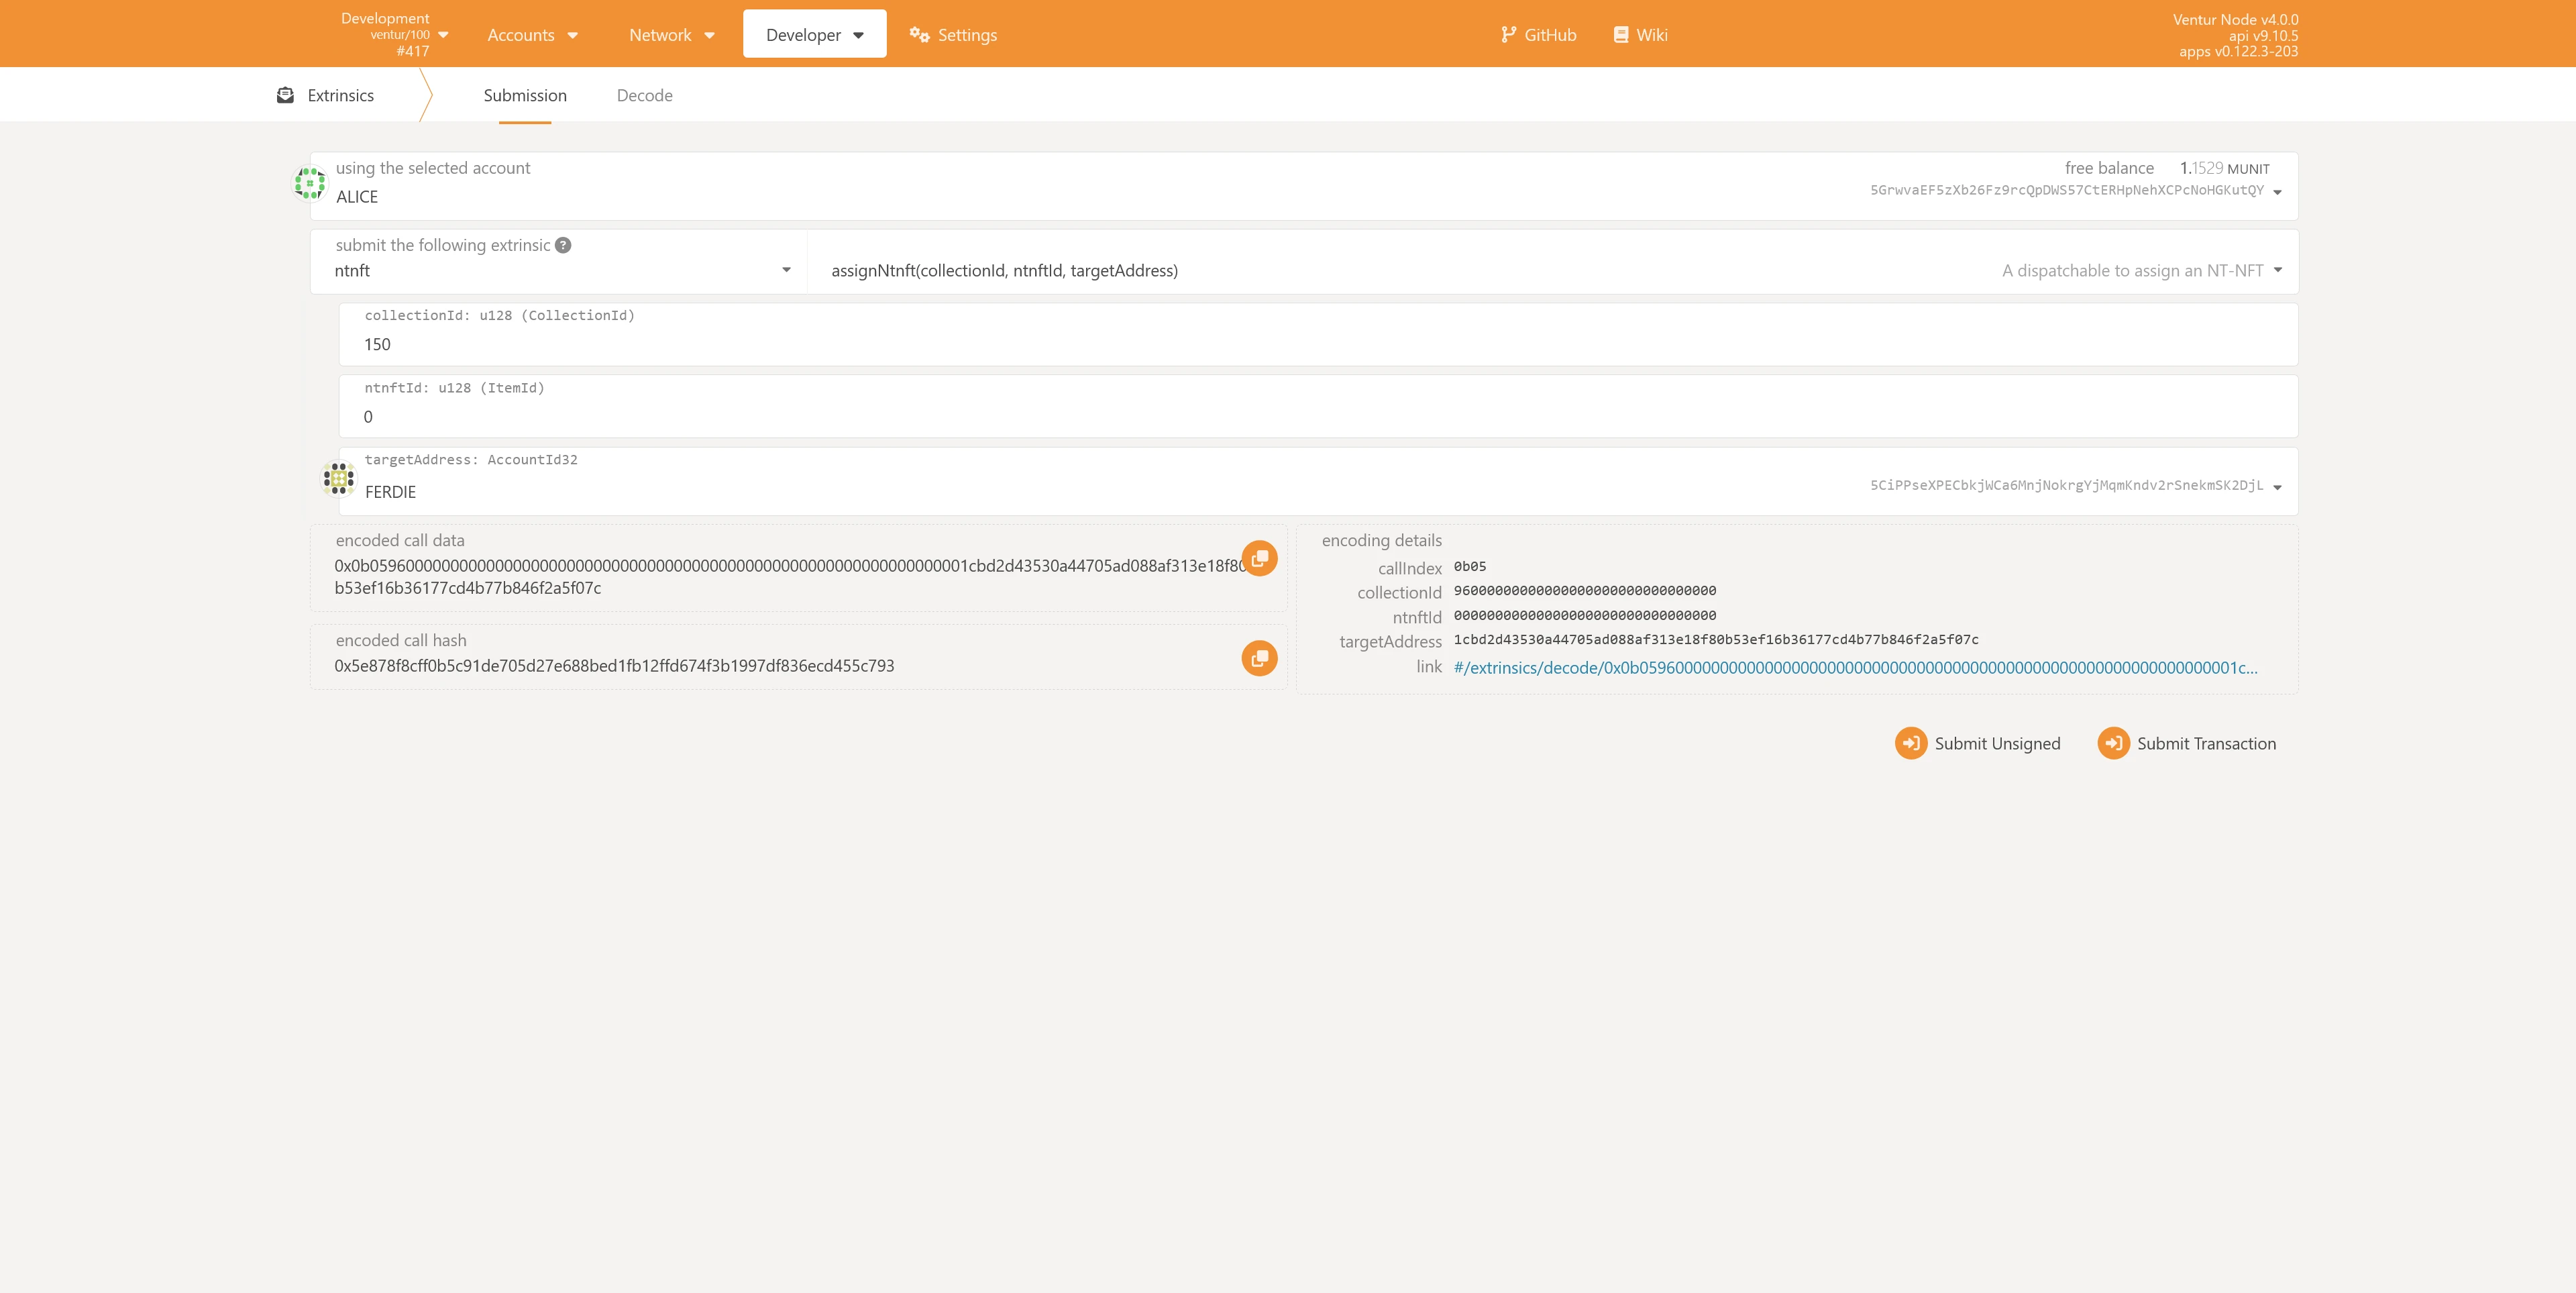 Development
ventur/100
#417
Accounts
Network
Developer
Settings
GitHub
Wiki
Ventur Node v4.0.0
api v9.10.5
apps v0.122.3-203
Extrinsics
Submission
Decode
using the selected account
ALICE
free balance 1.1529 MUNIT
5GrwvaEF5zXb26Fz9rcQpDWS57CtERHpNehXCPcNoHGKutQY
submit the following extrinsic ?
ntnft
assignNtnft(collectionId, ntnftId, targetAddress)
A dispatchable to assign an NT-NFT
collectionId: u128 (CollectionId)
150
ntnftId: u128 (ItemId)
0
targetAddress: AccountId32
FERDIE
5CiPPseXPECbkjWCa6MnjNokrgYjMqmKndv2rSnekmSK2DjL
encoded call data
0x0b0596000000000000000000000000000000000000000000000000000000000000001cbd2d43530a44705ad088af313e18f80
b53ef16b36177cd4b77b846f2a5f07c
encoded call hash
0x5e878f8cff0b5c91de705d27e688bed1fb12ffd674f3b1997df836ecd455c793
encoding details
callIndex 0b05
collectionId 96000000000000000000000000000000
ntnftId 00000000000000000000000000000000
targetAddress 1cbd2d43530a44705ad088af313e18f80b53ef16b36177cd4b77b846f2a5f07c
link #/extrinsics/decode/0x0b0596000000000000000000000000000000000000000000000000000000000000001c...
Submit Unsigned
Submit Transaction